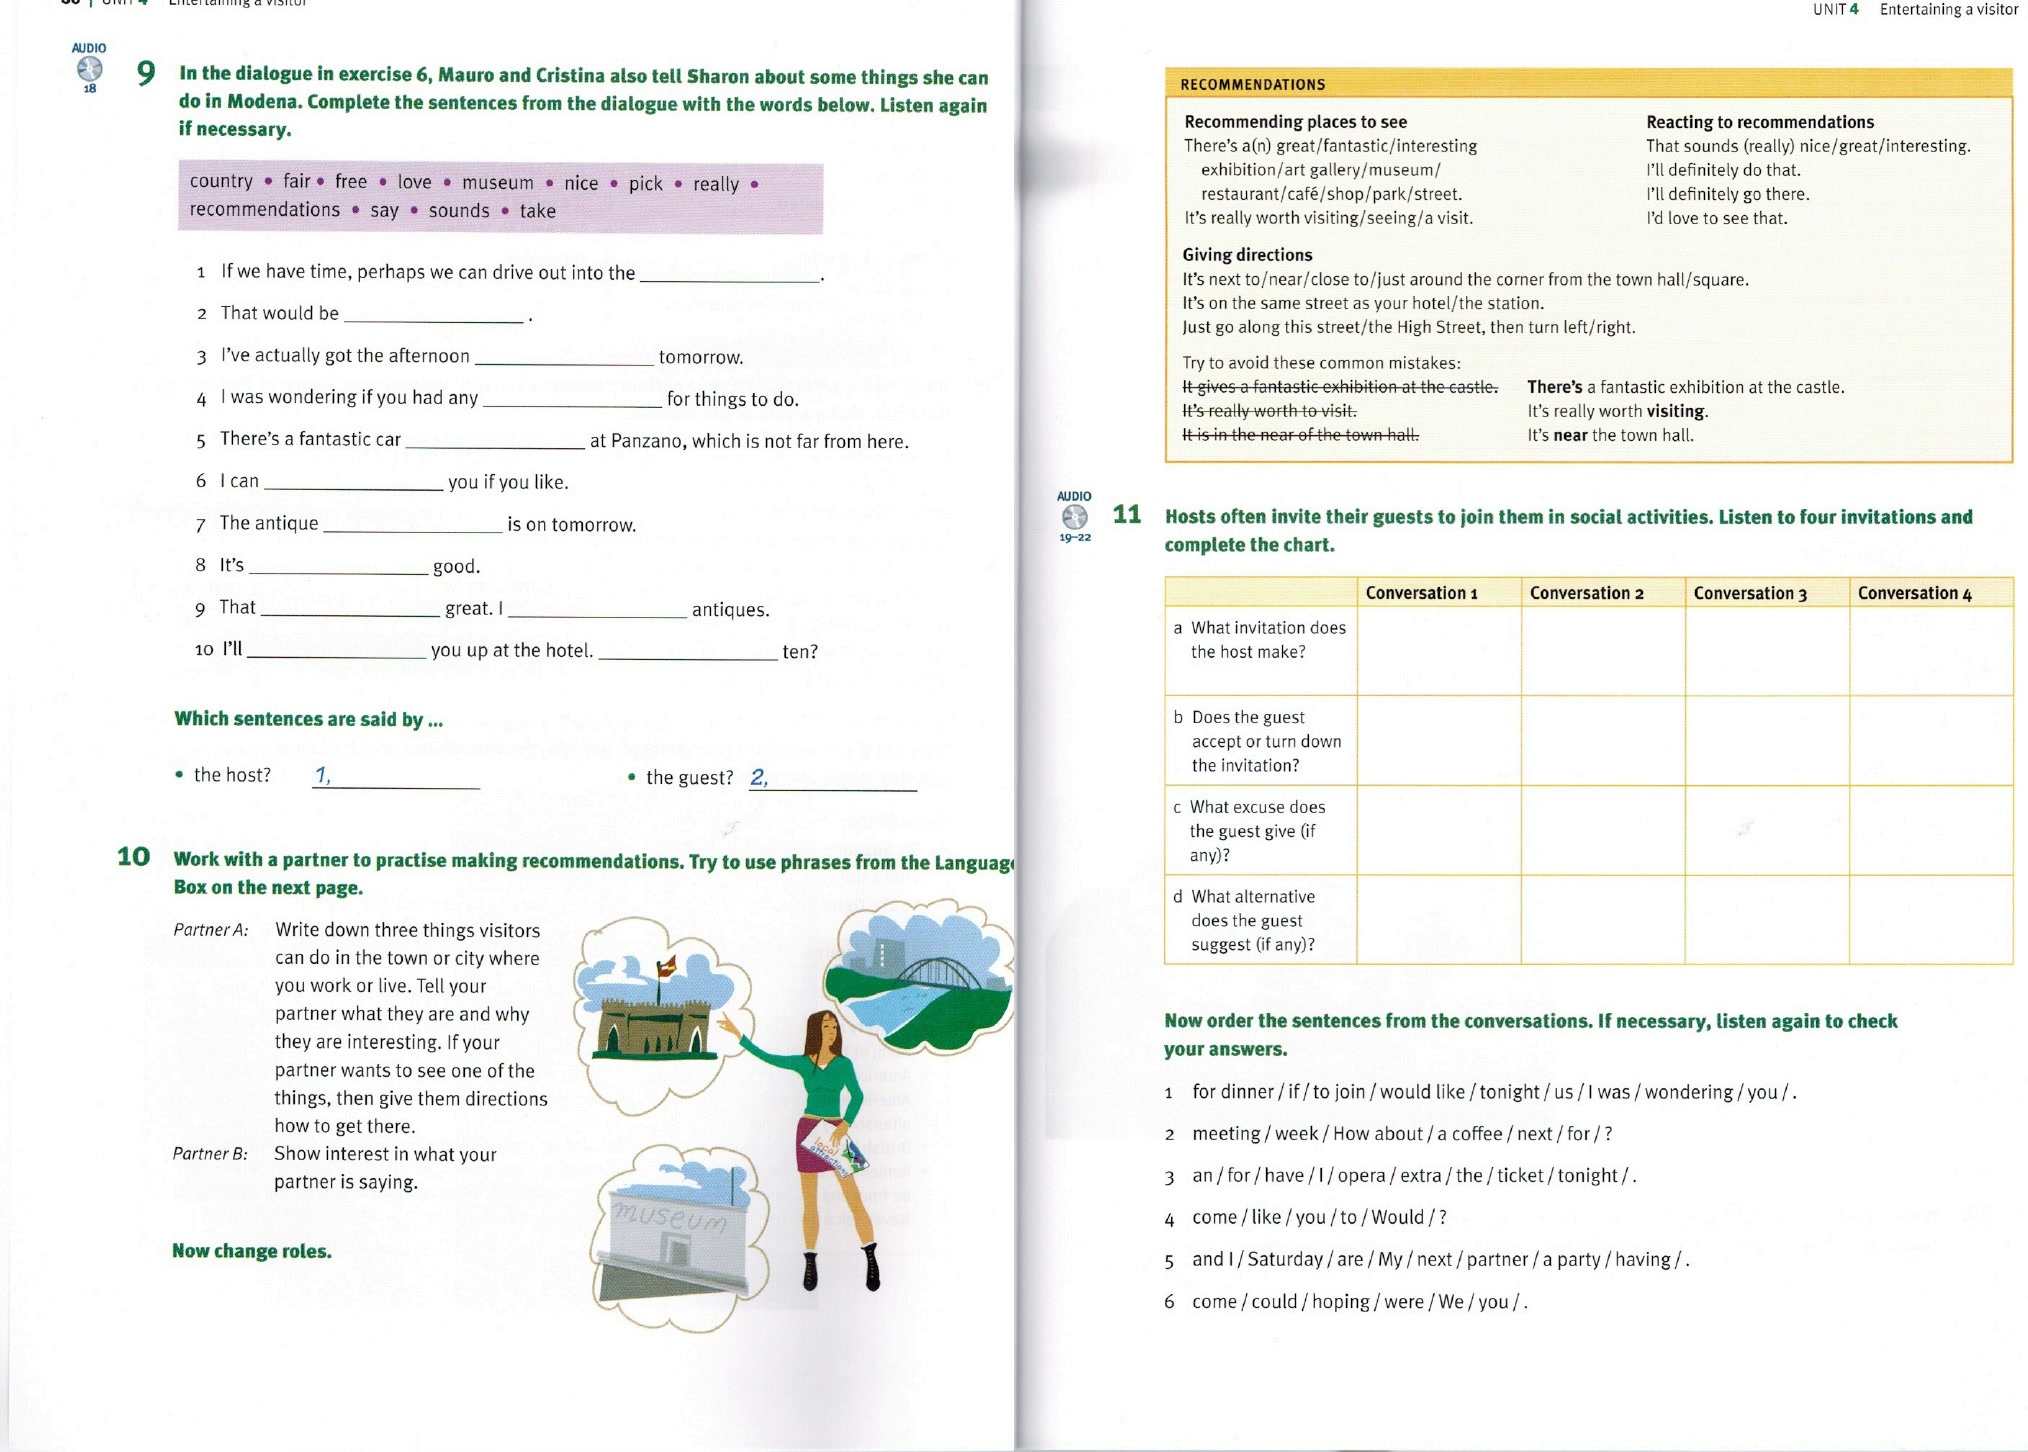 UNIT 4 Entertaining a visitor
AUDIO
18
9 In the dialogue in exercise 6, Mauro and Cristina also tell Sharon about some things she can
do in Modena. Complete the sentences from the dialogue with the words below. Listen again
if necessary.
country • fair • free • love • museum • nice • pick • really •
recommendations • say • sounds • take
1 If we have time, perhaps we can drive out into the ____________.
2 That would be ____________.
3 I've actually got the afternoon ____________ tomorrow.
4 I was wondering if you had any ____________ for things to do.
5 There's a fantastic car ____________ at Panzano, which is not far from here.
6 I can ____________ you if you like.
7 The antique ____________ is on tomorrow.
8 It's ____________ good.
9 That ____________ great. I ____________ antiques.
10 I'll ____________ you up at the hotel. ____________ ten?
Which sentences are said by ...
• the host? 1,
• the guest? 2,
10 Work with a partner to practise making recommendations. Try to use phrases from the Language
Box on the next page.
Partner A: Write down three things visitors
can do in the town or city where
you work or live. Tell your
partner what they are and why
they are interesting. If your
partner wants to see one of the
things, then give them directions
how to get there.
Partner B: Show interest in what your
partner is saying.
Now change roles.
local
attractions
museum
UNIT 4 Entertaining a visitor
RECOMMENDATIONS
Recommending places to see
There's a(n) great/fantastic/interesting
exhibition/art gallery/museum/
restaurant/café/shop/park/street.
It's really worth visiting/seeing/a visit.
Reacting to recommendations
That sounds (really) nice/great/interesting.
I'll definitely do that.
I'll definitely go there.
I'd love to see that.
Giving directions
It's next to/near/close to/just around the corner from the town hall/square.
It's on the same street as your hotel/the station.
Just go along this street/the High Street, then turn left/right.
Try to avoid these common mistakes:
It gives a fantastic exhibition at the castle. There's a fantastic exhibition at the castle.
It's really worth to visit. It's really worth visiting.
It is in the near of the town hall. It's near the town hall.
AUDIO
19–22
11 Hosts often invite their guests to join them in social activities. Listen to four invitations and
complete the chart.
Conversation 1 Conversation 2 Conversation 3 Conversation 4
a What invitation does
the host make?
b Does the guest
accept or turn down
the invitation?
c What excuse does
the guest give (if
any)?
d What alternative
does the guest
suggest (if any)?
Now order the sentences from the conversations. If necessary, listen again to check
your answers.
1 for dinner / if / to join / would like / tonight / us / I was / wondering / you / .
2 meeting / week / How about / a coffee / next / for / ?
3 an / for / have / I / opera / extra / the / ticket / tonight / .
4 come / like / you / to / Would / ?
5 and I / Saturday / are / My / next / partner / a party / having / .
6 come / could / hoping / were / We / you / .